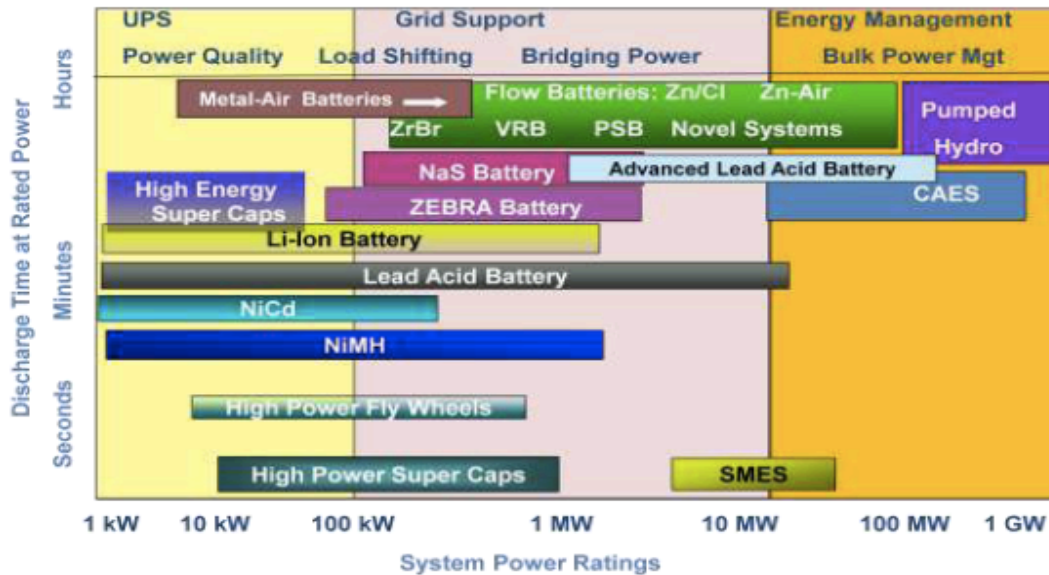 UPS Grid Support Energy Management
Power Quality Load Shifting Bridging Power Bulk Power Mgt
Hours
Minutes
Seconds
Discharge Time at Rated Power
Metal-Air Batteries
Flow Batteries: Zn/Cl Zn-Air
ZrBr VRB PSB Novel Systems
Pumped
Hydro
NaS Battery
Advanced Lead Acid Battery
High Energy
Super Caps
ZEBRA Battery
CAES
Li-Ion Battery
Lead Acid Battery
NiCd
NiMH
High Power Fly Wheels
High Power Super Caps
SMES
1 kW 10 kW 100 kW 1 MW 10 MW 100 MW 1 GW
System Power Ratings